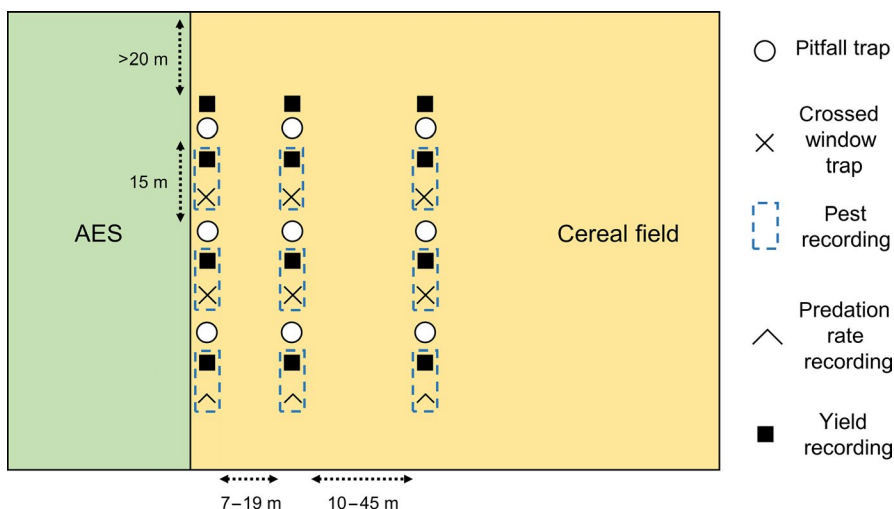 >20 m
15 m
AES
Cereal field
7–19 m
10–45 m
Pitfall trap
Crossed
window
trap
Pest
recording
Predation
rate
recording
Yield
recording